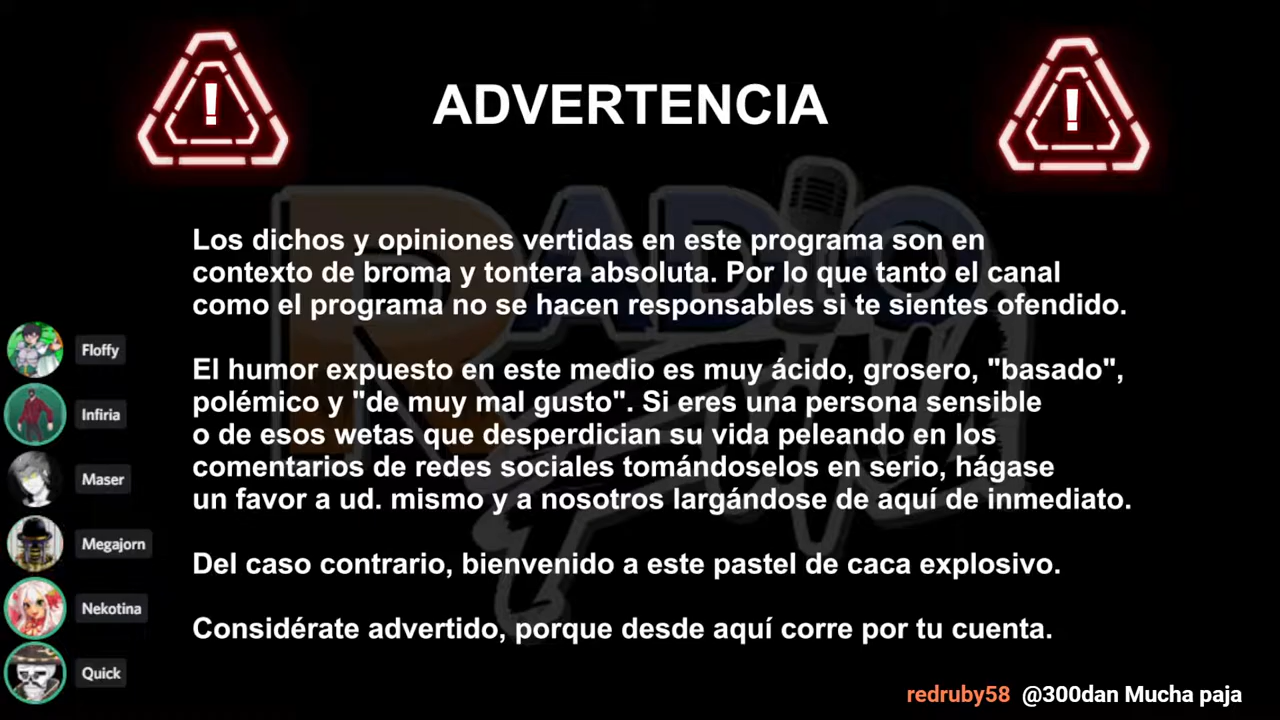 ADVERTENCIA
RADIO
Los dichos y opiniones vertidas en este programa son en
contexto de broma y tontera absoluta. Por lo que tanto el canal
como el programa no se hacen responsables si te sientes ofendido.
El humor expuesto en este medio es muy ácido, grosero, "basado",
polémico y "de muy mal gusto". Si eres una persona sensible
o de esos wetas que desperdician su vida peleando en los
comentarios de redes sociales tomándoselos en serio, hágase
un favor a ud. mismo y a nosotros largándose de aquí de inmediato.
Del caso contrario, bienvenido a este pastel de caca explosivo.
Considérate advertido, porque desde aquí corre por tu cuenta.
Floffy
Infiria
Maser
Megajorn
Nekotina
Quick
redruby58 @300dan Mucha paja